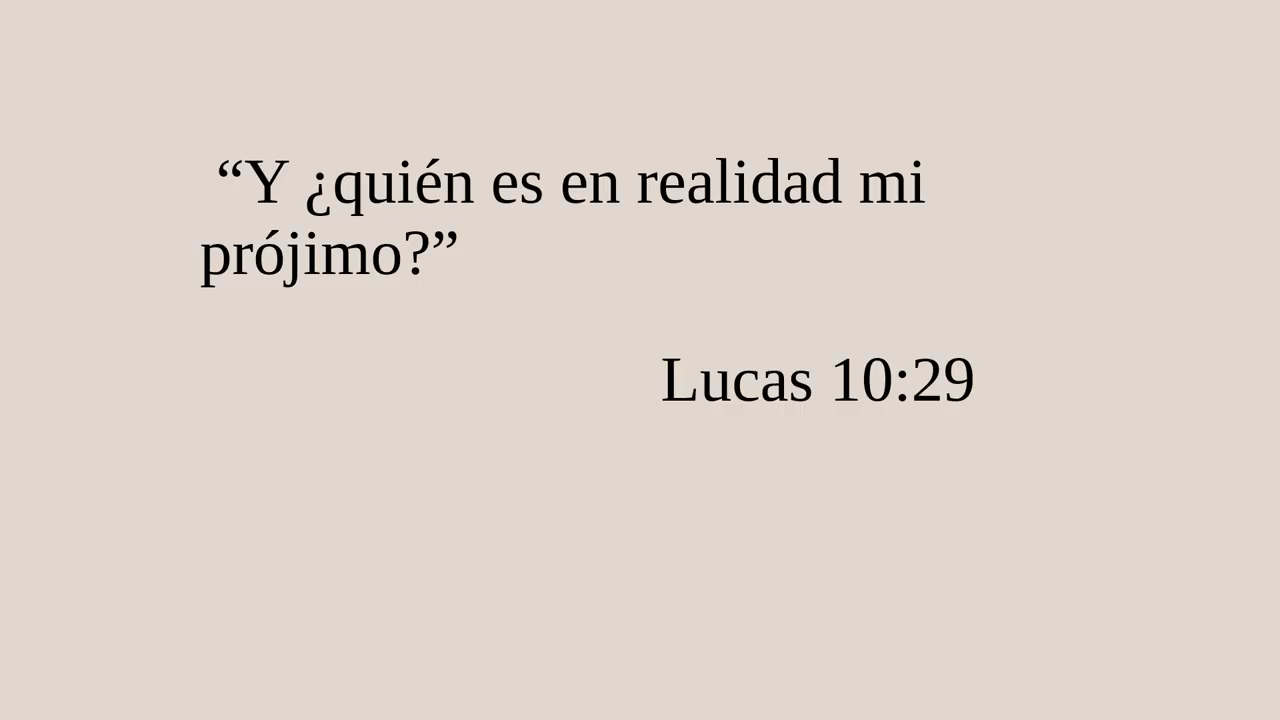 “Y ¿quién es en realidad mi
prójimo?”
Lucas 10:29